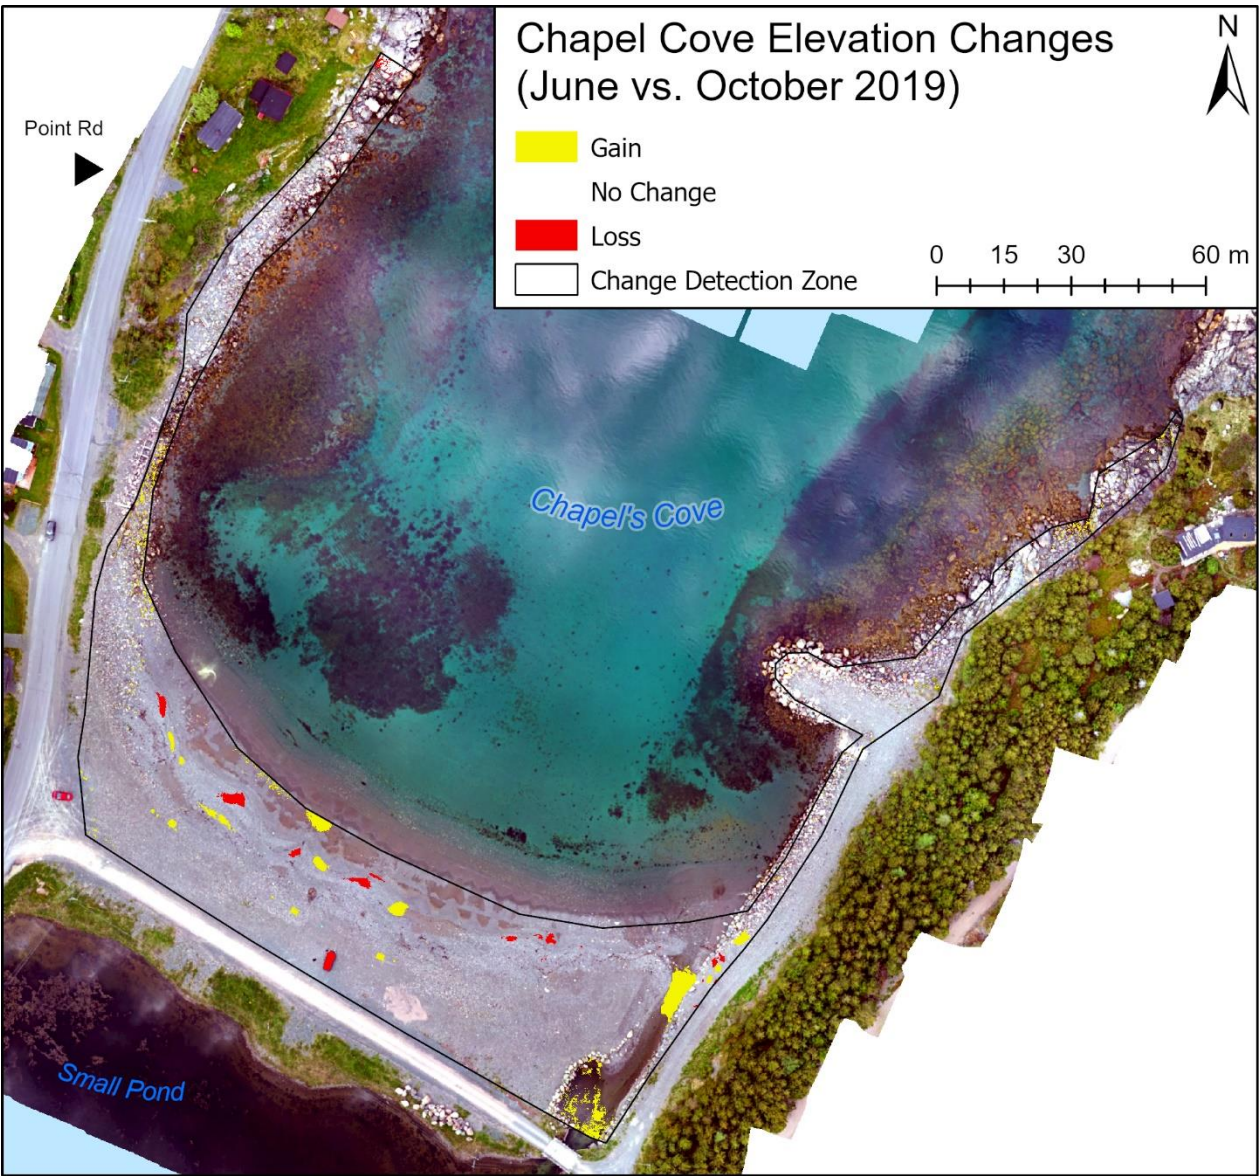 Chapel Cove Elevation Changes
(June vs. October 2019)
N
Gain
No Change
Loss
Change Detection Zone
0 15 30 60 m
Point Rd
Chapel's Cove
Small Pond